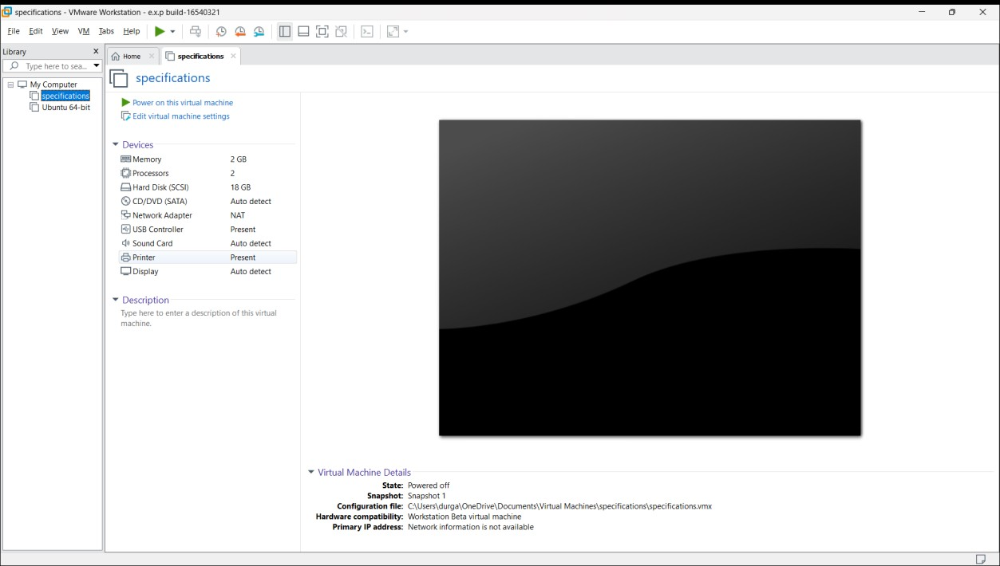 specifications - VMware Workstation - e.x.p build-16540321
File Edit View VM Tabs Help
Library
Type here to sea...
My Computer
specifications
Ubuntu 64-bit
Home specifications
specifications
Power on this virtual machine
Edit virtual machine settings
Devices
Memory 2 GB
Processors 2
Hard Disk (SCSI) 18 GB
CD/DVD (SATA) Auto detect
Network Adapter NAT
USB Controller Present
Sound Card Auto detect
Printer Present
Display Auto detect
Description
Type here to enter a description of this virtual
machine.
Virtual Machine Details
State: Powered off
Snapshot: Snapshot 1
Configuration file: C:\Users\durga\OneDrive\Documents\Virtual Machines\specifications\specifications.vmx
Hardware compatibility: Workstation Beta virtual machine
Primary IP address: Network information is not available